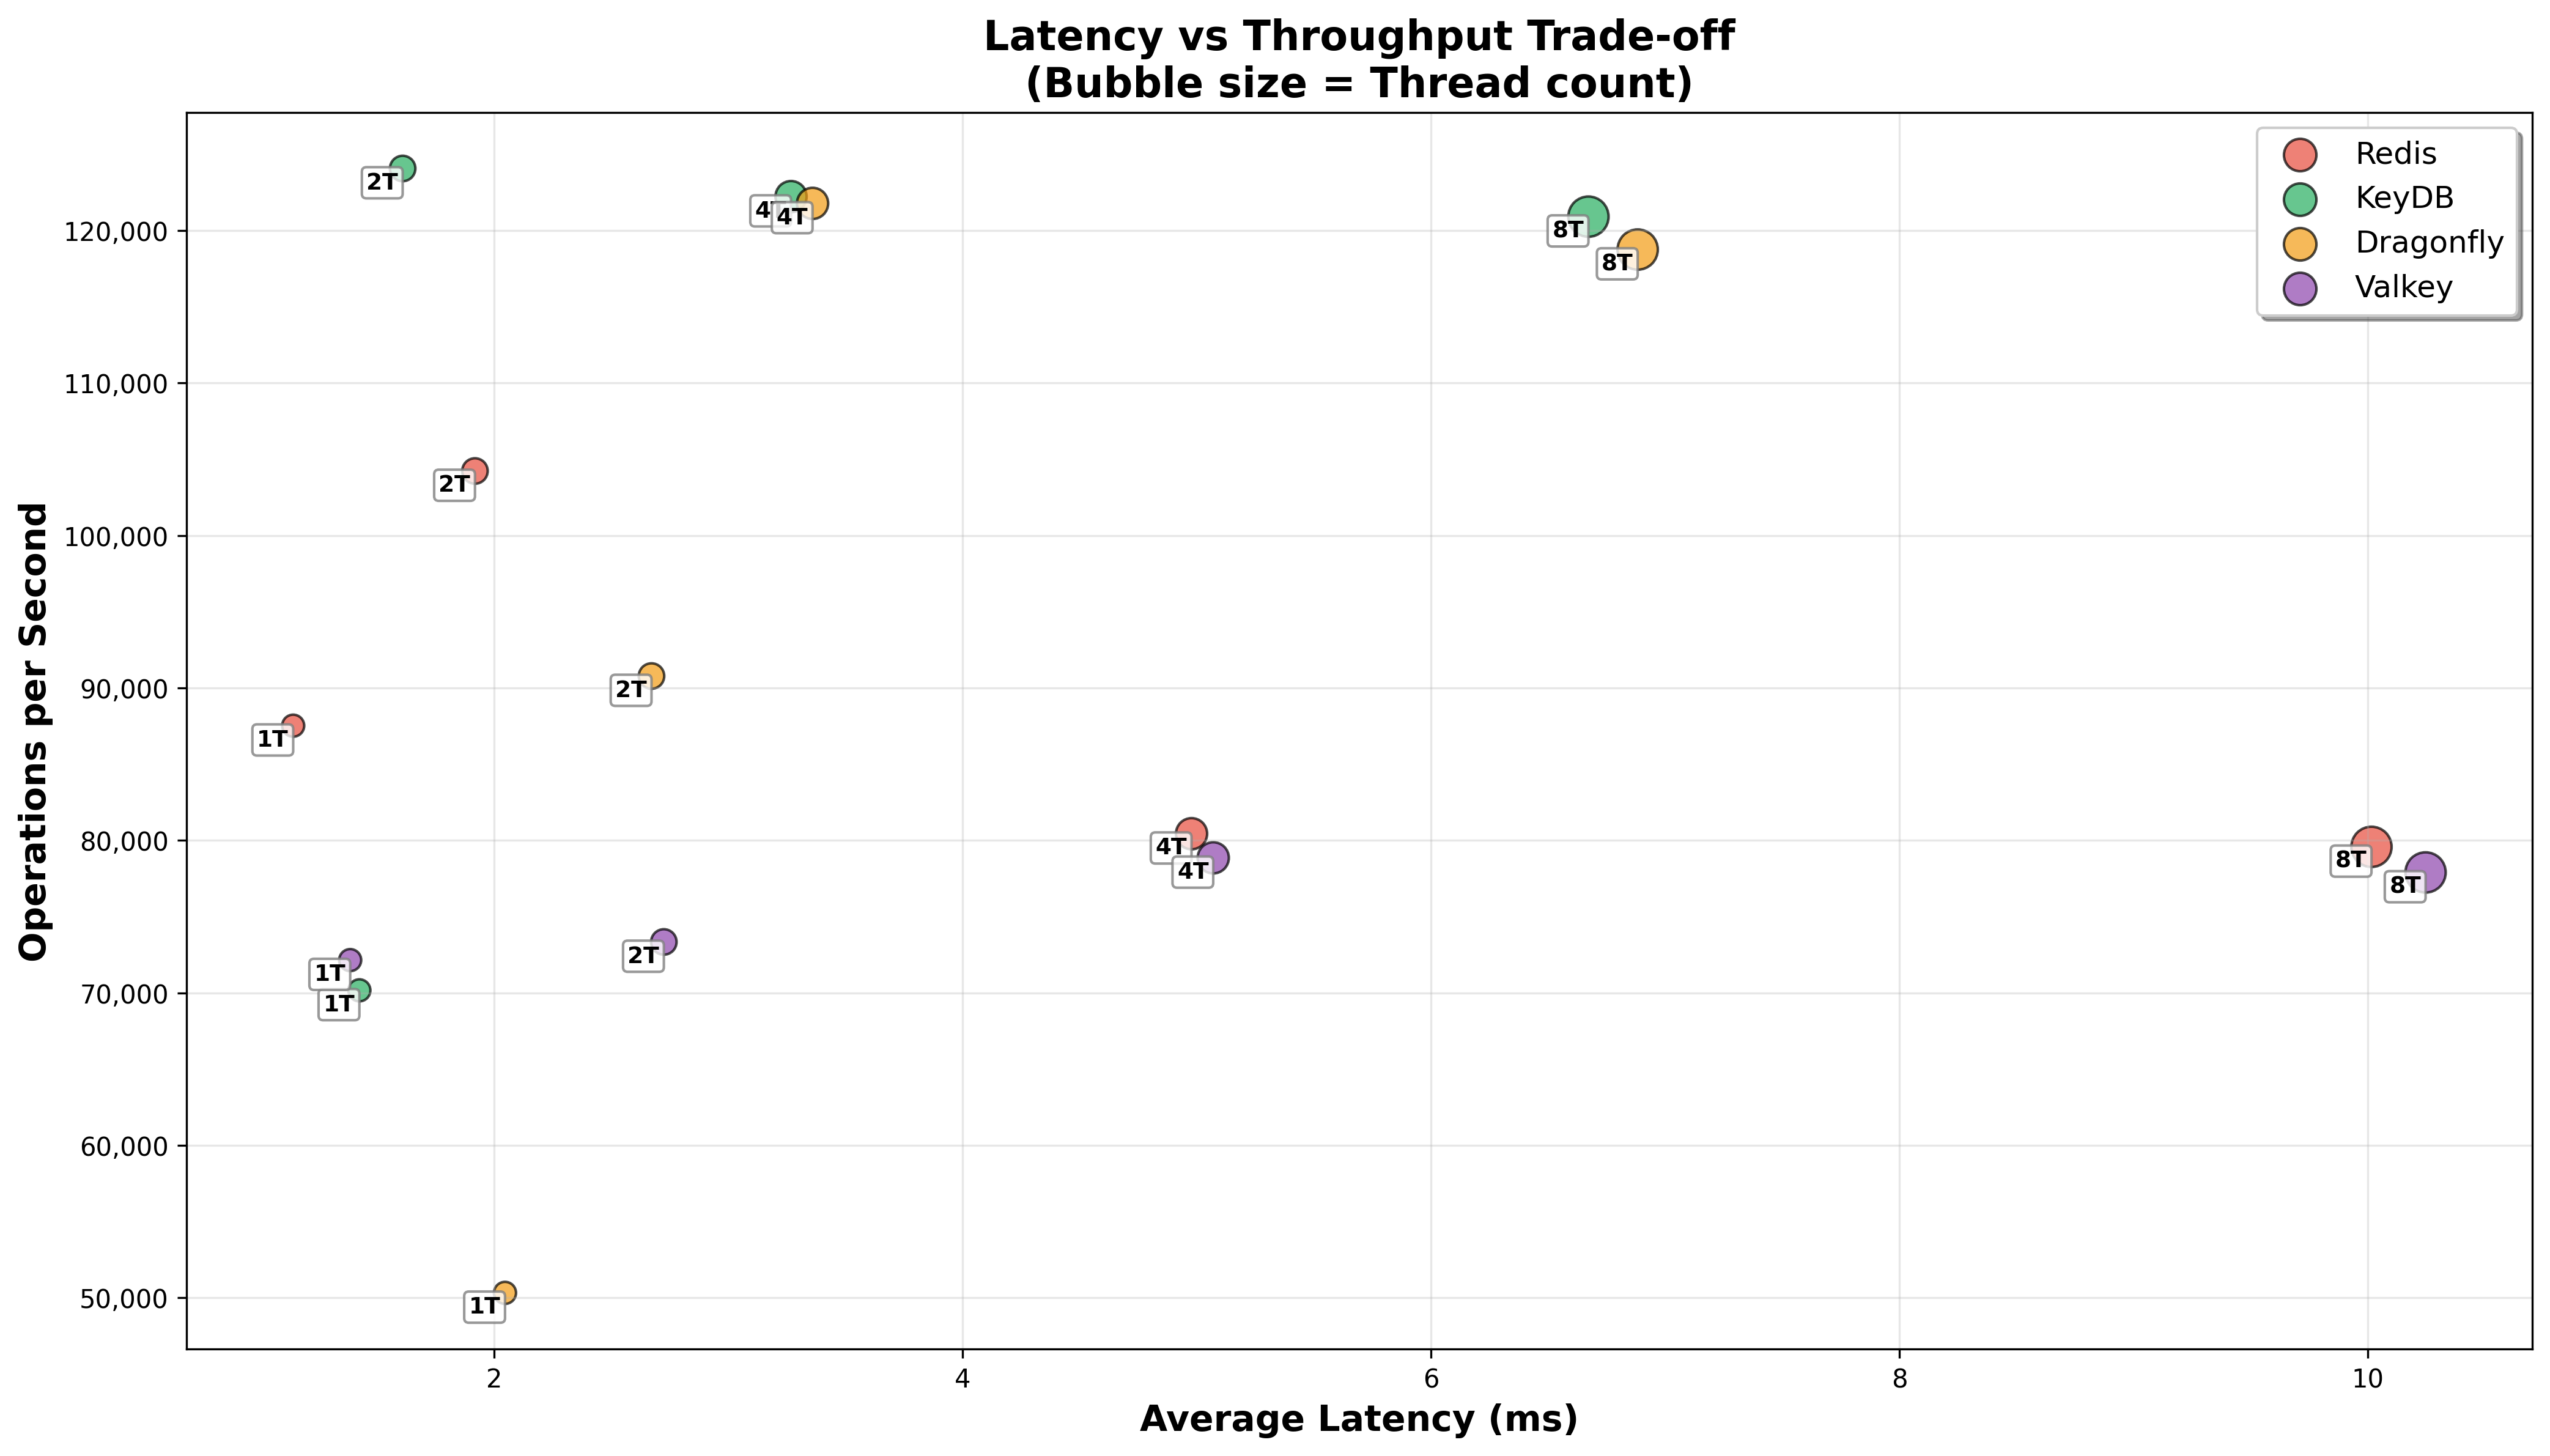 Latency vs Throughput Trade-off
(Bubble size = Thread count)
Redis
KeyDB
Dragonfly
Valkey
Operations per Second
120,000
110,000
100,000
90,000
80,000
70,000
60,000
50,000
2T
4T
8T
8T
2T
2T
1T
4T
4T
8T
8T
1T
2T
1T
1T
2
4
6
8
10
Average Latency (ms)